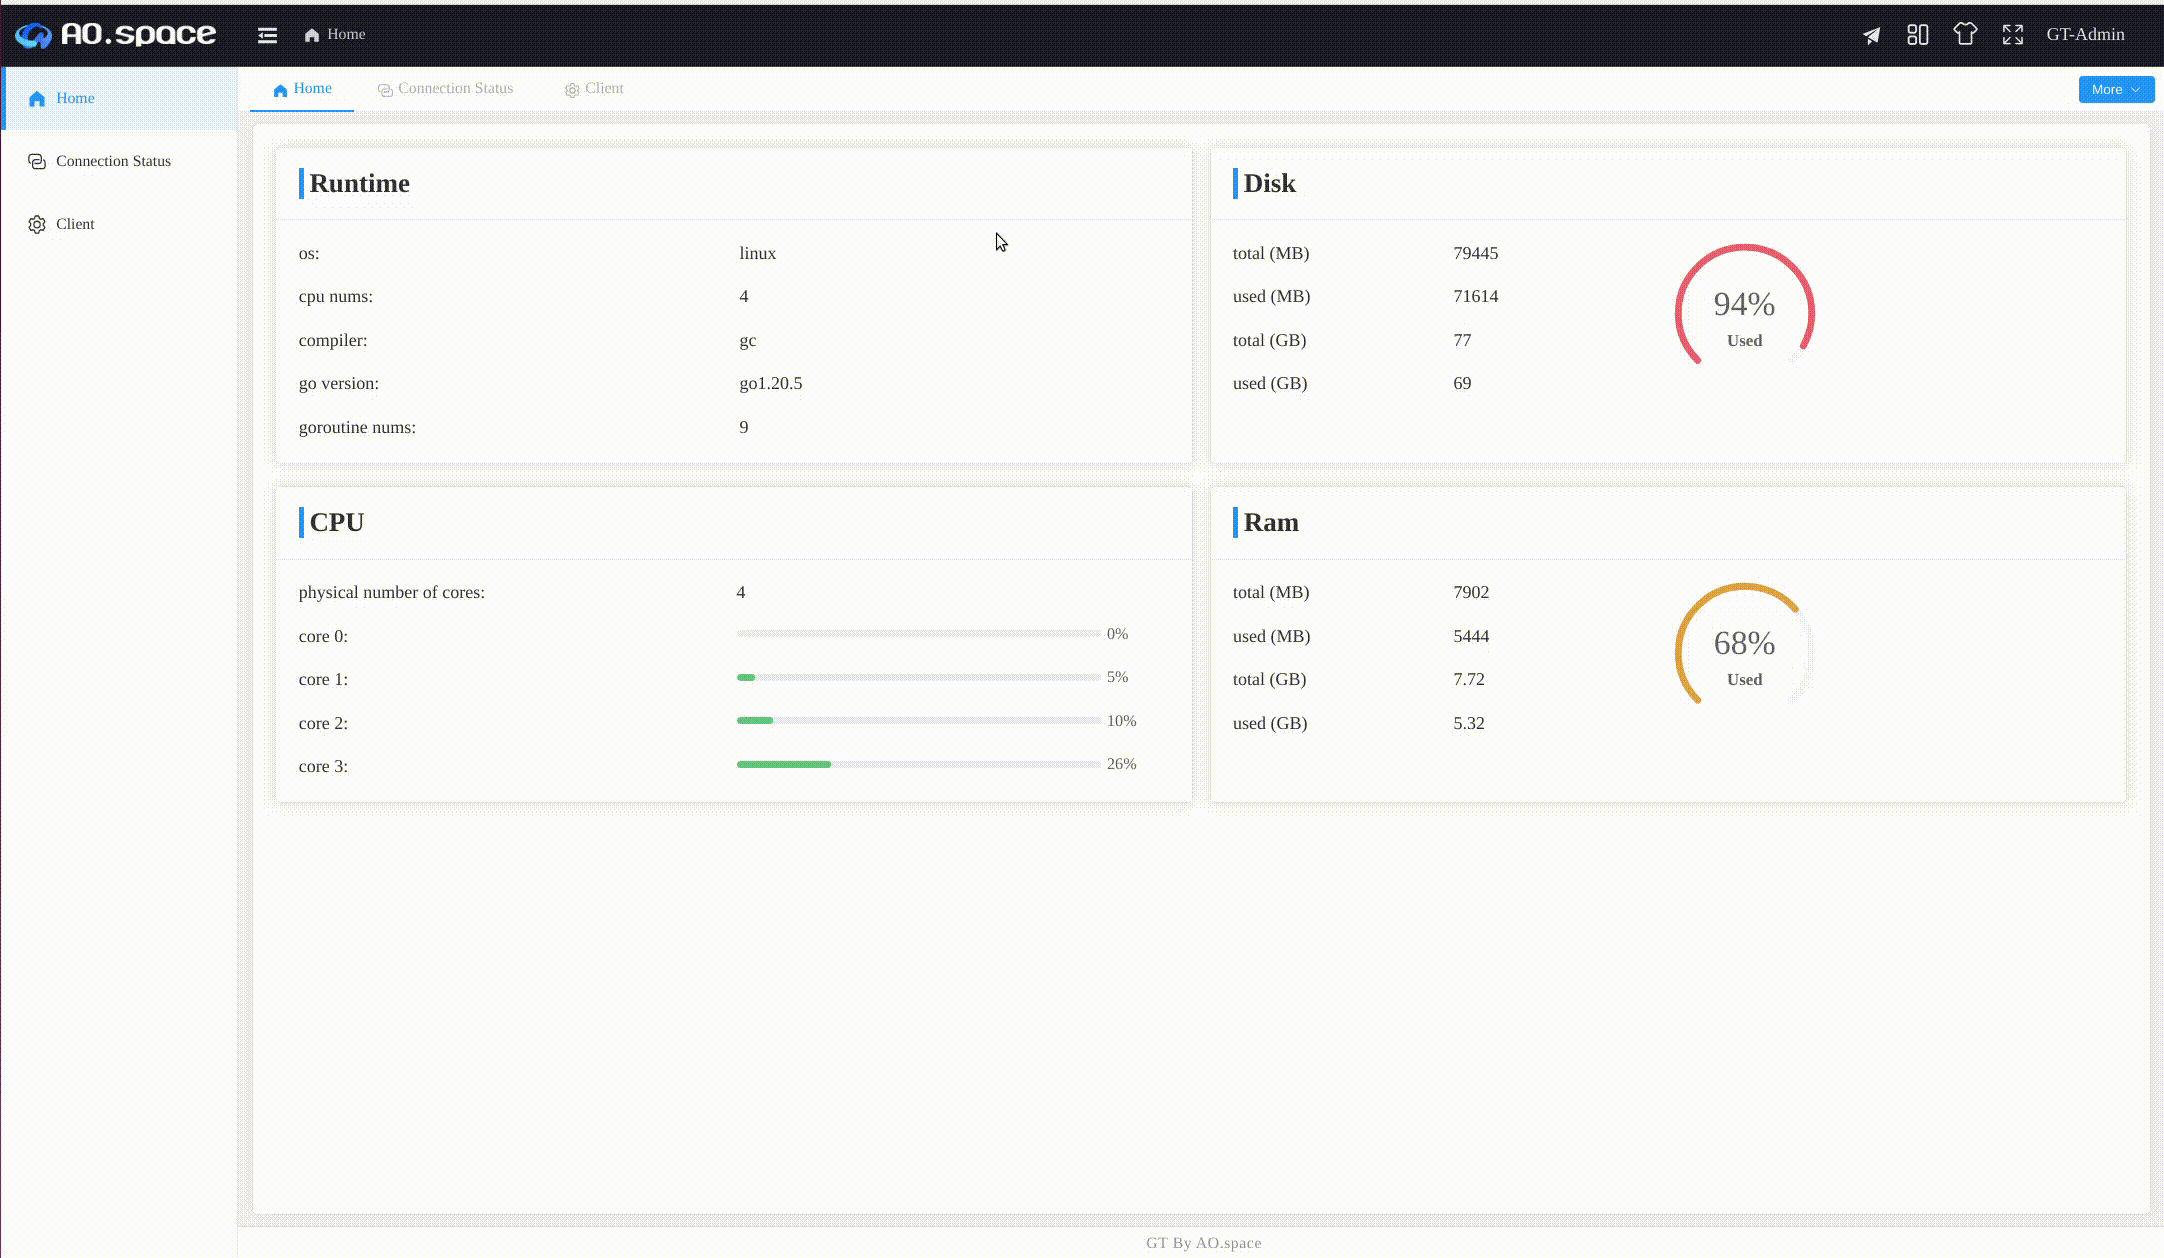 AO.space
Home
GT-Admin
Home
Connection Status
Client
Home
Connection Status
Client
More
Runtime
os: linux
cpu nums: 4
compiler: gc
go version: go1.20.5
goroutine nums: 9
Disk
total (MB) 79445
used (MB) 71614
total (GB) 77
used (GB) 69
94%
Used
CPU
physical number of cores: 4
core 0: 0%
core 1: 5%
core 2: 10%
core 3: 26%
Ram
total (MB) 7902
used (MB) 5444
total (GB) 7.72
used (GB) 5.32
68%
Used
GT By AO.space